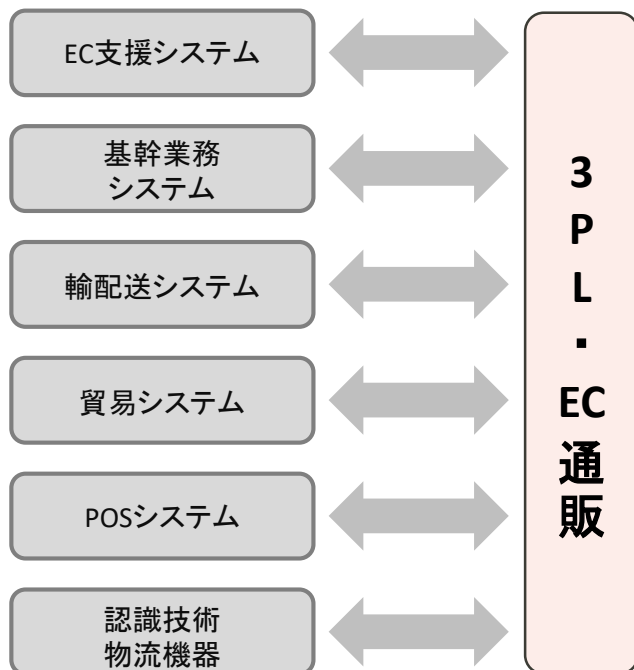 EC支援システム
基幹業務
システム
輸配送システム
貿易システム
POSシステム
認識技術
物流機器
3
P
L
・
EC
通
販